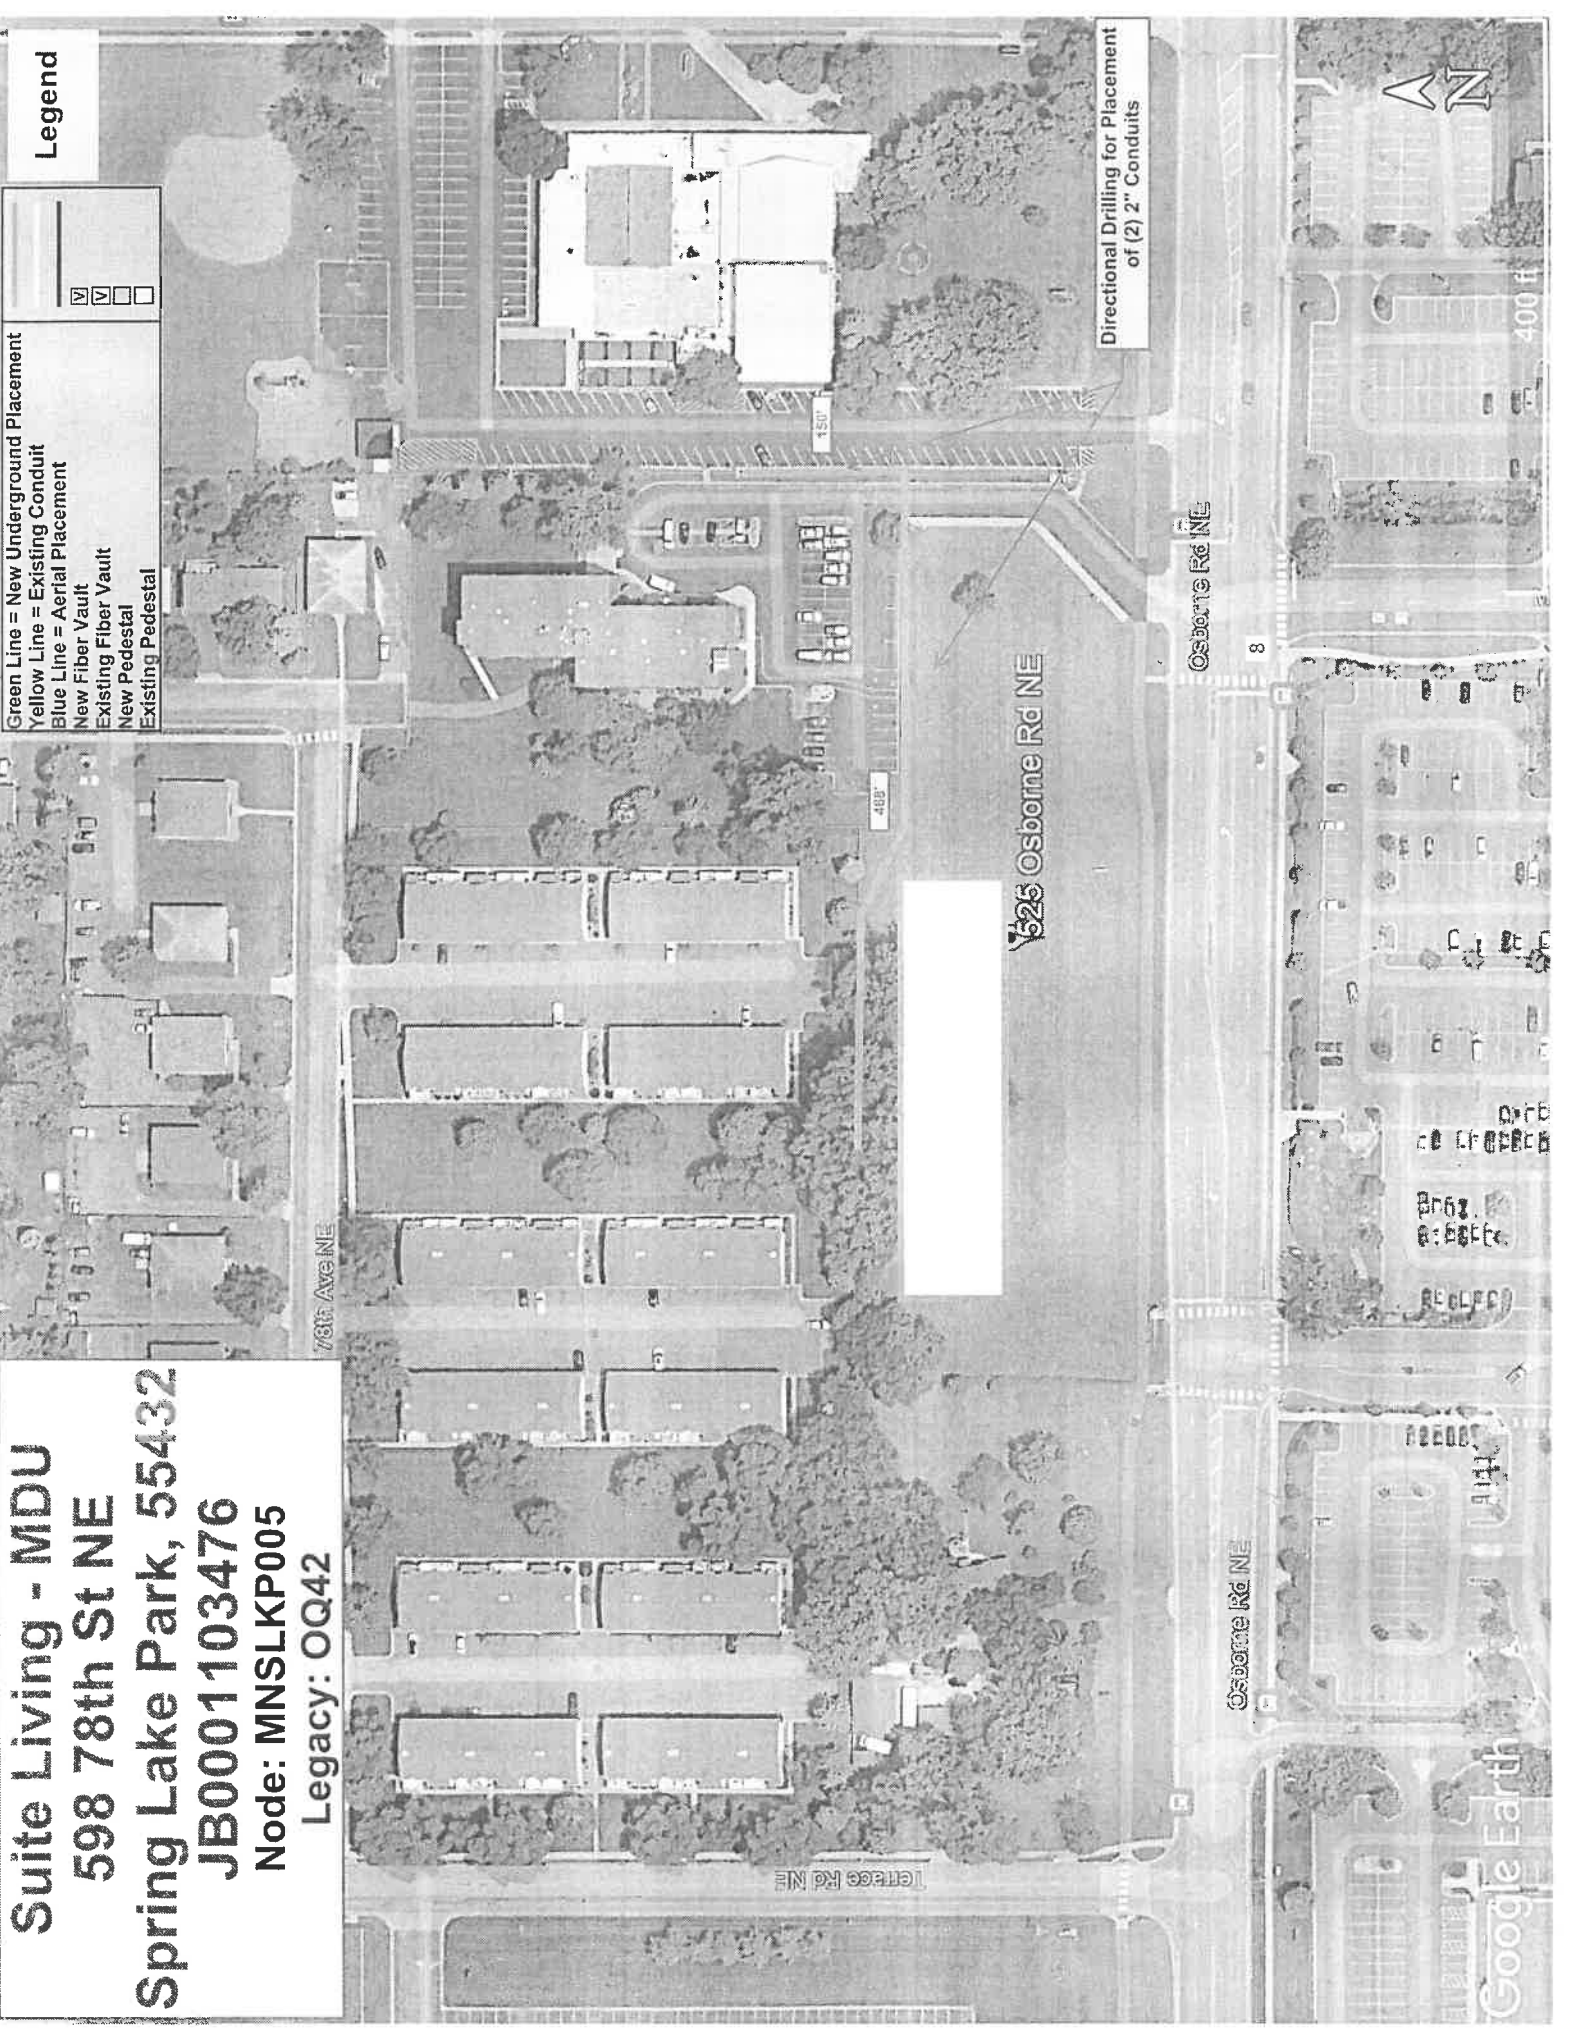 Suite Living - MDU
598 78th St NE
Spring Lake Park, 55432
JB0001103476
Node: MNSLKP005
Legacy: OQ42
Legend
Green Line = New Underground Placement
Yellow Line = Existing Conduit
Blue Line = Aerial Placement
New Fiber Vault
Existing Fiber Vault
New Pedestal
Existing Pedestal
V
V
78th Ave NE
150'
468'
525 Osborne Rd NE
Directional Drilling for Placement
of (2) 2" Conduits
Osborne Rd NE
8
Osborne Rd NE
Terrace Rd NE
Google Earth
400 ft
N